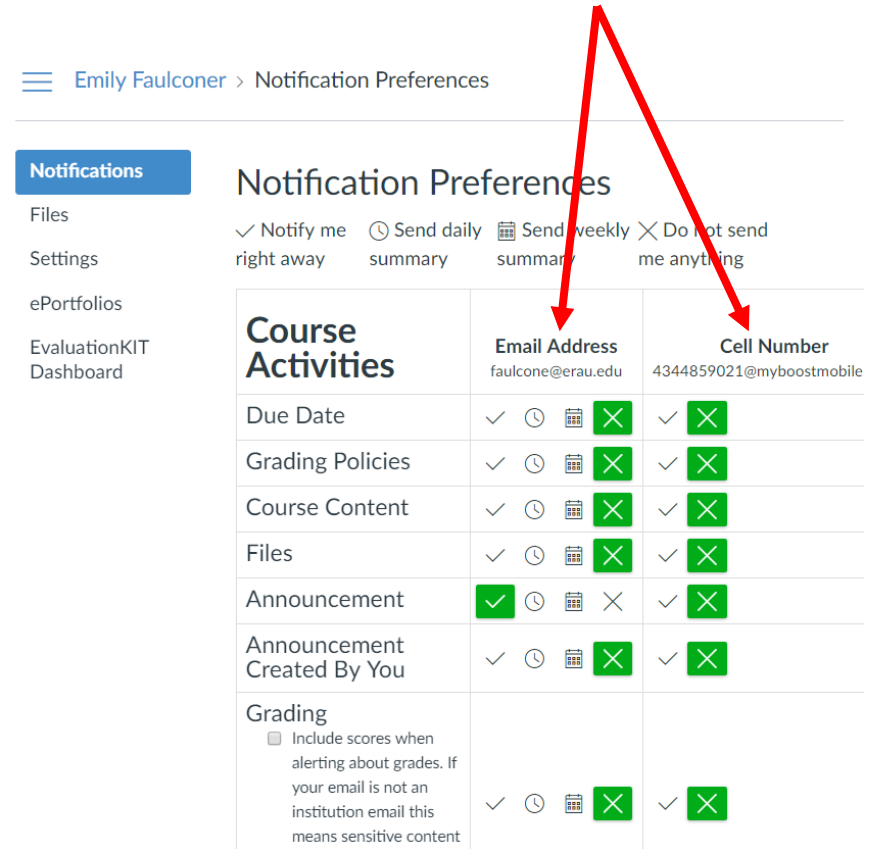 Emily Faulconer > Notification Preferences
Notifications
Files
Settings
ePortfolios
EvaluationKIT
Dashboard
Notification Preferences
Notify me right away
Send daily summary
Send weekly summary
Do not send me anything
Course
Activities
Email Address
faulcone@erau.edu
Cell Number
4344859021@myboostmobile
Due Date
Grading Policies
Course Content
Files
Announcement
Announcement
Created By You
Grading
Include scores when
alerting about grades. If
your email is not an
institution email this
means sensitive content